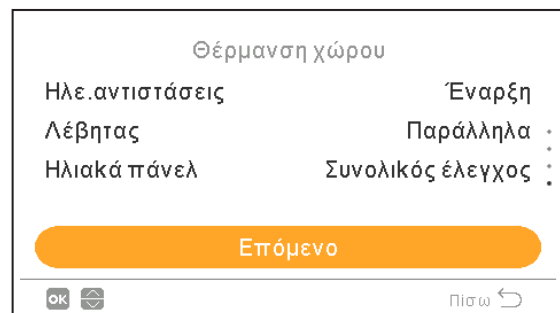 Θέρμανση χώρου
Ηλε.αντιστάσεις Έναρξη
Λέβητας Παράλληλα
Ηλιακά πάνελ Συνολικός έλεγχος
Επόμενο
OK Πίσω